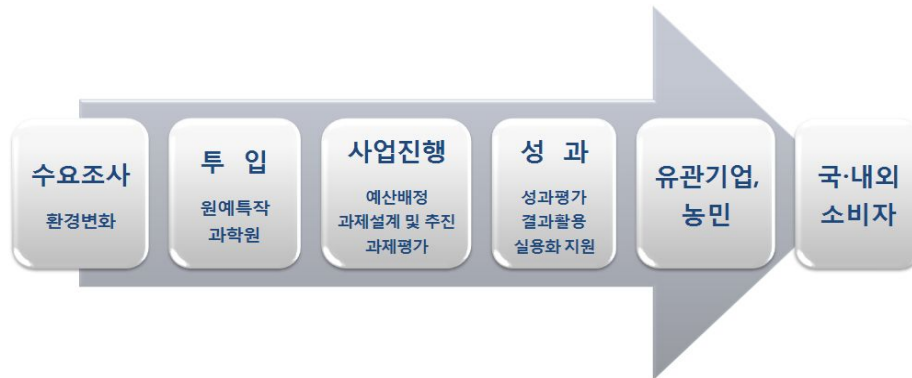 수요조사
환경변화
투 입
원예특작
과학원
사업진행
예산배정
과제설계 및 추진
과제평가
성 과
성과평가
결과활용
실용화 지원
유관기업,
농민
국·내외
소비자